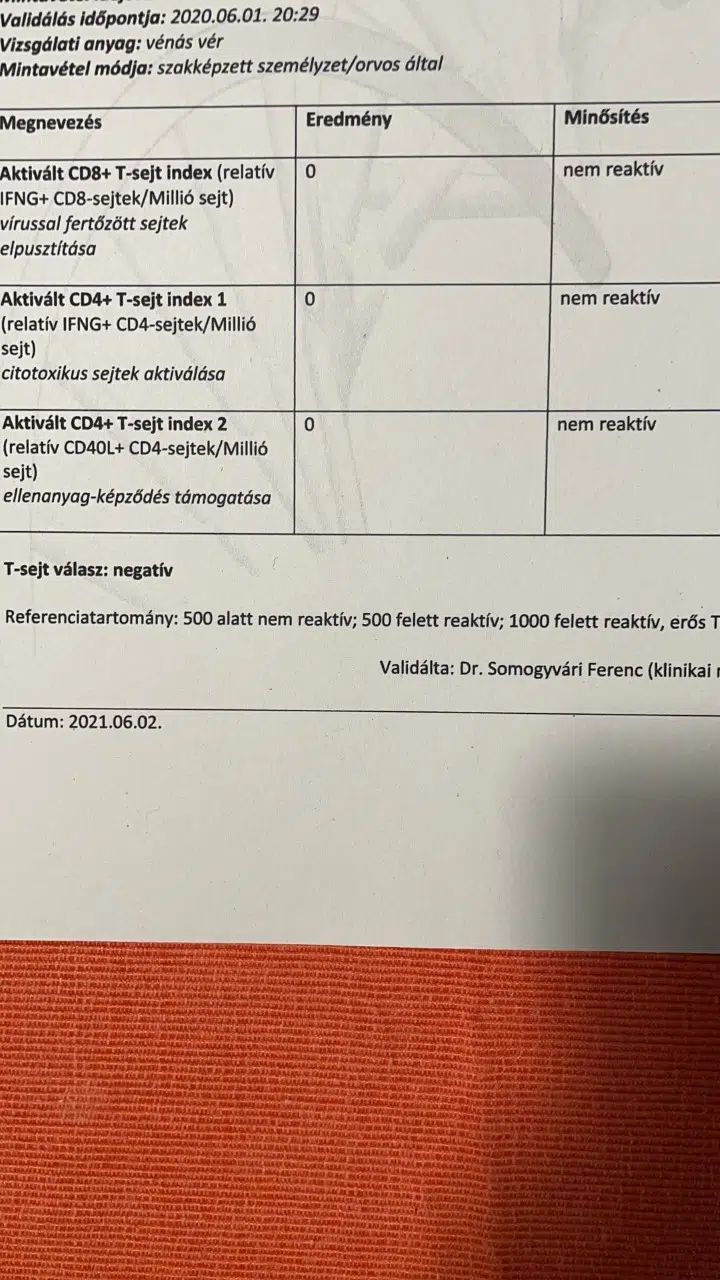 Validálás időpontja: 2020.06.01. 20:29
Vizsgálati anyag: vénás vér
Mintavétel módja: szakképzett személyzet/orvos által
Megnevezés Eredmény Minősítés
Aktivált CD8+ T-sejt index (relatív 0 nem reaktív
IFNG+ CD8-sejtek/Millió sejt)
vírussal fertőzött sejtek
elpusztítása
Aktivált CD4+ T-sejt index 1 0 nem reaktív
(relatív IFNG+ CD4-sejtek/Millió
sejt)
citotoxikus sejtek aktiválása
Aktivált CD4+ T-sejt index 2 0 nem reaktív
(relatív CD40L+ CD4-sejtek/Millió
sejt)
ellenanyag-képződés támogatása
T-sejt válasz: negatív
Referenciatartomány: 500 alatt nem reaktív; 500 felett reaktív; 1000 felett reaktív, erős T
Validálta: Dr. Somogyvári Ferenc (klinikai
Dátum: 2021.06.02.